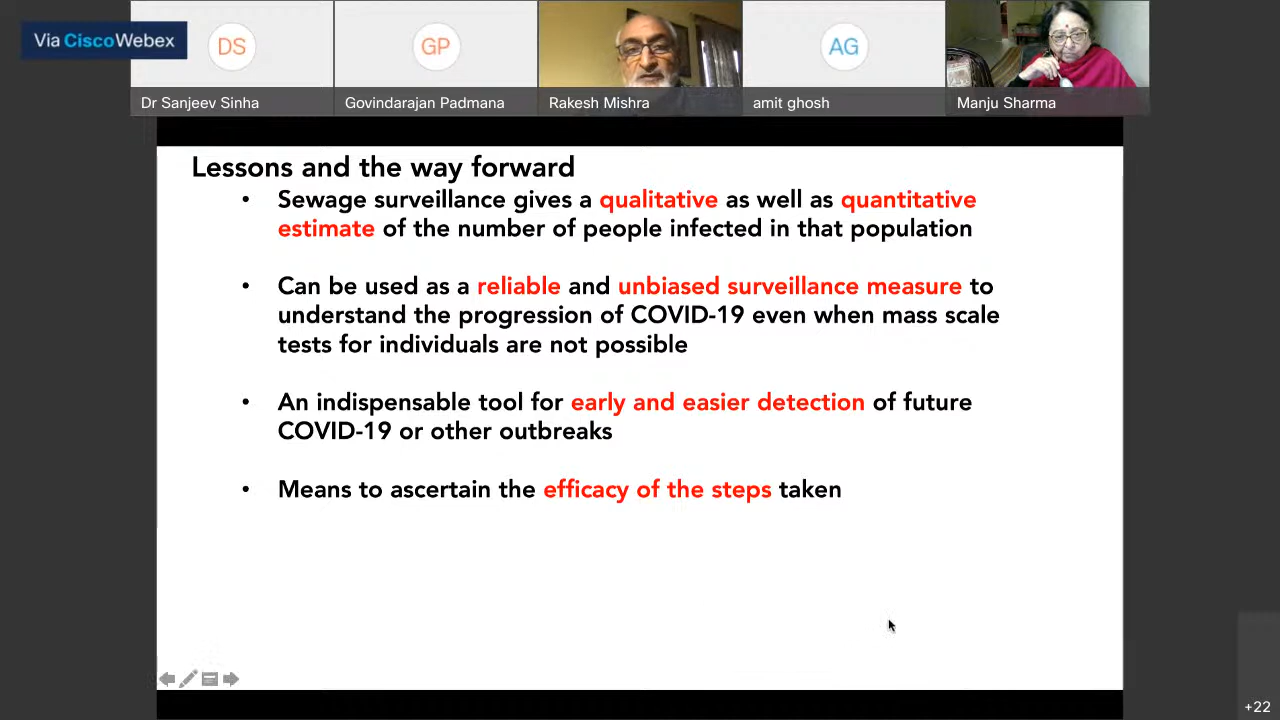 Via CiscoWebex
DS
GP
AG
Dr Sanjeev Sinha
Govindarajan Padmana
Rakesh Mishra
amit ghosh
Manju Sharma
Lessons and the way forward
• Sewage surveillance gives a qualitative as well as quantitative
estimate of the number of people infected in that population
• Can be used as a reliable and unbiased surveillance measure to
understand the progression of COVID-19 even when mass scale
tests for individuals are not possible
• An indispensable tool for early and easier detection of future
COVID-19 or other outbreaks
• Means to ascertain the efficacy of the steps taken
+22